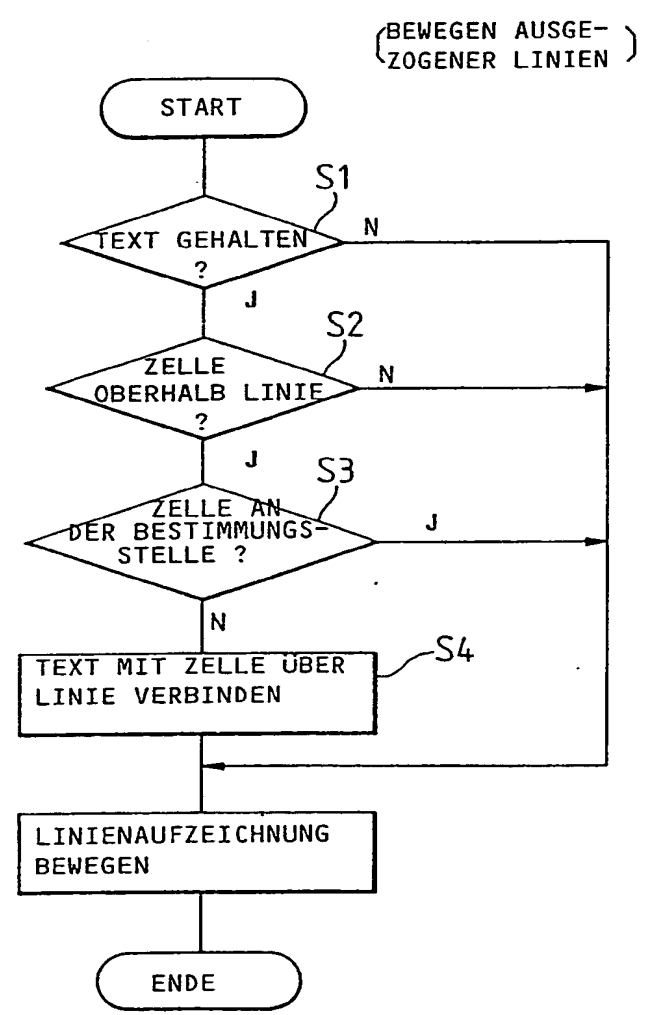 BEWEGEN AUSGE-
ZOGENER LINIEN
START
S1
TEXT GEHALTEN
?
N
J
S2
ZELLE
OBERHALB LINIE
?
N
J
S3
ZELLE AN
DER BESTIMMUNGS-
STELLE ?
J
N
S4
TEXT MIT ZELLE ÜBER
LINIE VERBINDEN
LINIENAUFZEICHNUNG
BEWEGEN
ENDE